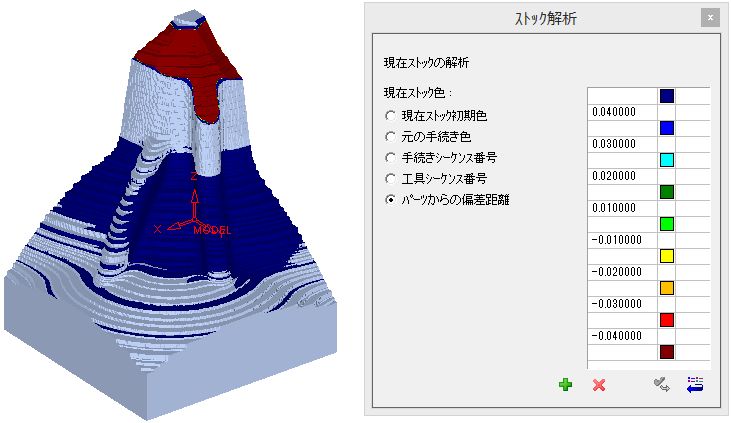 ストック解析
x
現在ストックの解析
現在ストック色 :
現在ストック初期色
元の手続き色
手続きシーケンス番号
工具シーケンス番号
パーツからの偏差距離
0.040000
0.030000
0.020000
0.010000
-0.010000
-0.020000
-0.030000
-0.040000
Z
X
MODEL